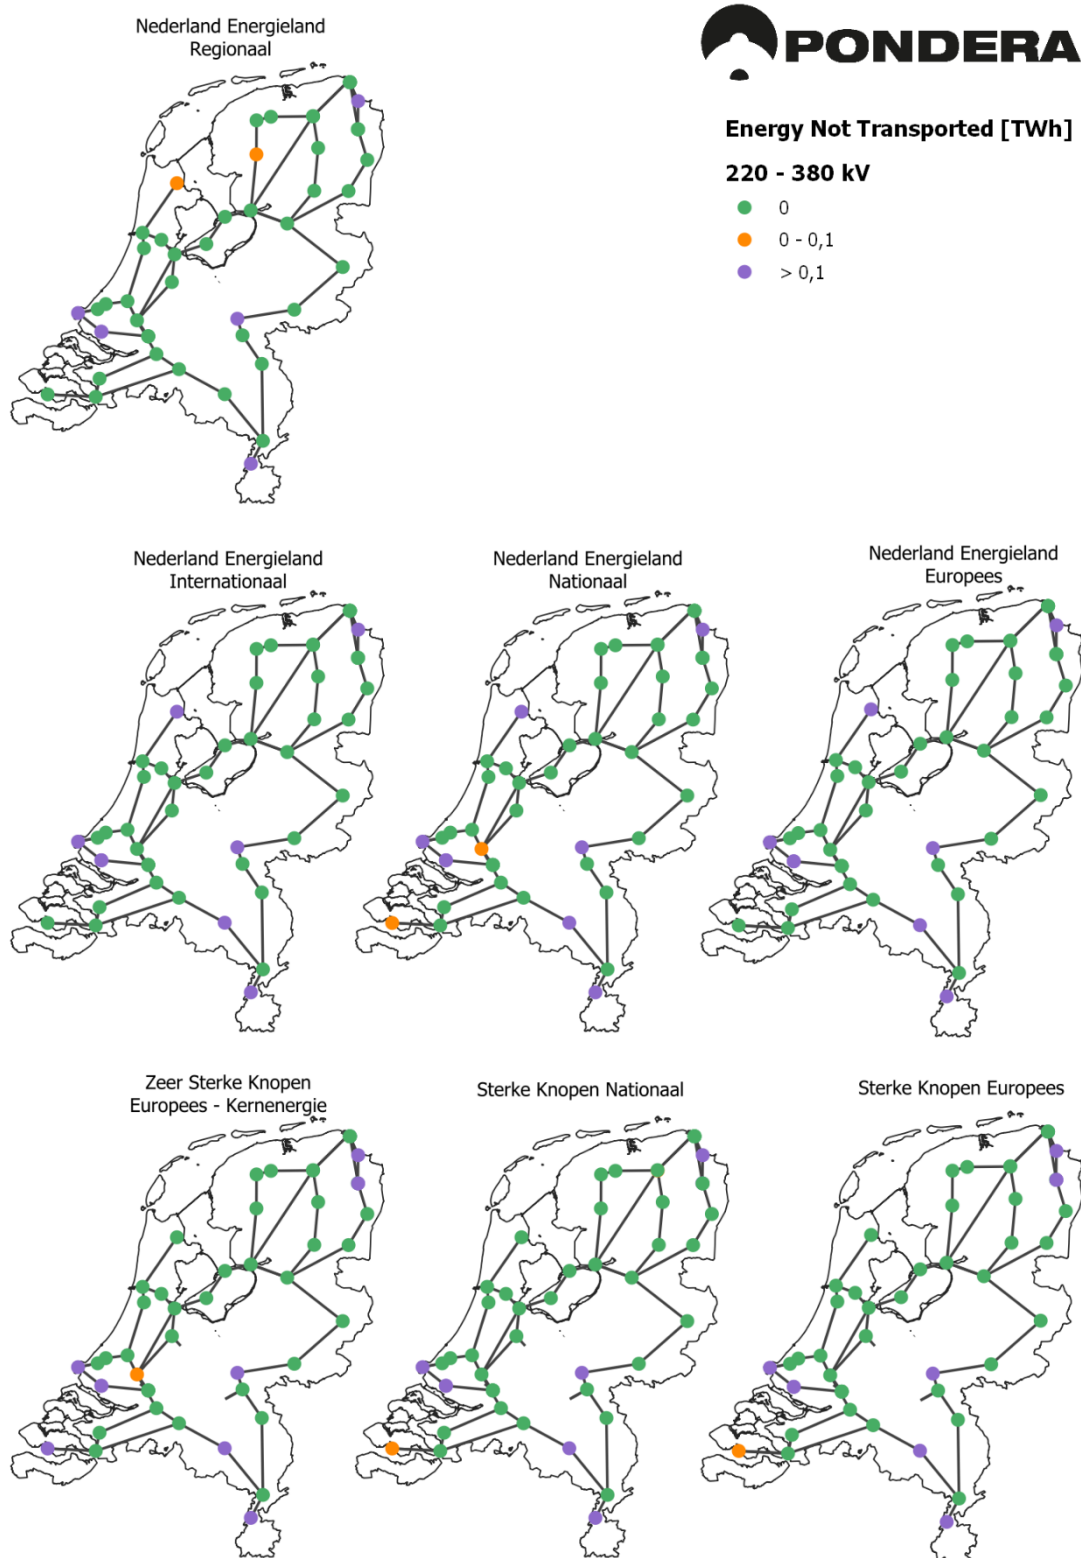 Nederland Energieland
Regionaal
PONDERA
Energy Not Transported [TWh]
220 - 380 kV
0
0 - 0,1
> 0,1
Nederland Energieland
Internationaal
Nederland Energieland
Nationaal
Nederland Energieland
Europees
Zeer Sterke Knopen
Europees - Kernenergie
Sterke Knopen Nationaal
Sterke Knopen Europees